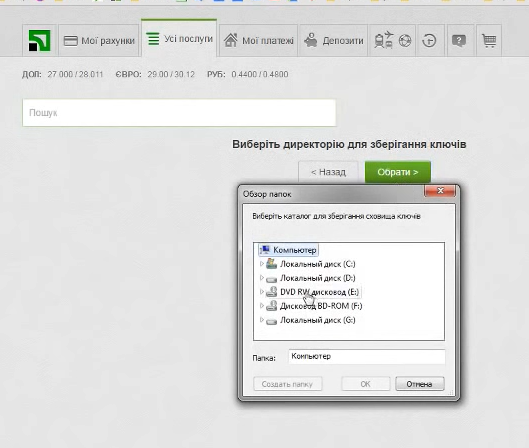 Мої рахунки
Усі послуги
Мої платежі
Депозити
ДОЛ: 27.000 / 28.011 ЄВРО: 29.00 / 30.12 РУБ: 0.4400 / 0.4800
Пошук
Виберіть директорію для зберігання ключів
< Назад
Обрати >
Обзор папок
Виберіть каталог для зберігання сховища ключів
Компьютер
Локальный диск (C:)
Локальный диск (D:)
DVD RW дисковод (E:)
Дисковод BD-ROM (F:)
Локальный диск (G:)
Папка: Компьютер
Создать папку
OK
Отмена